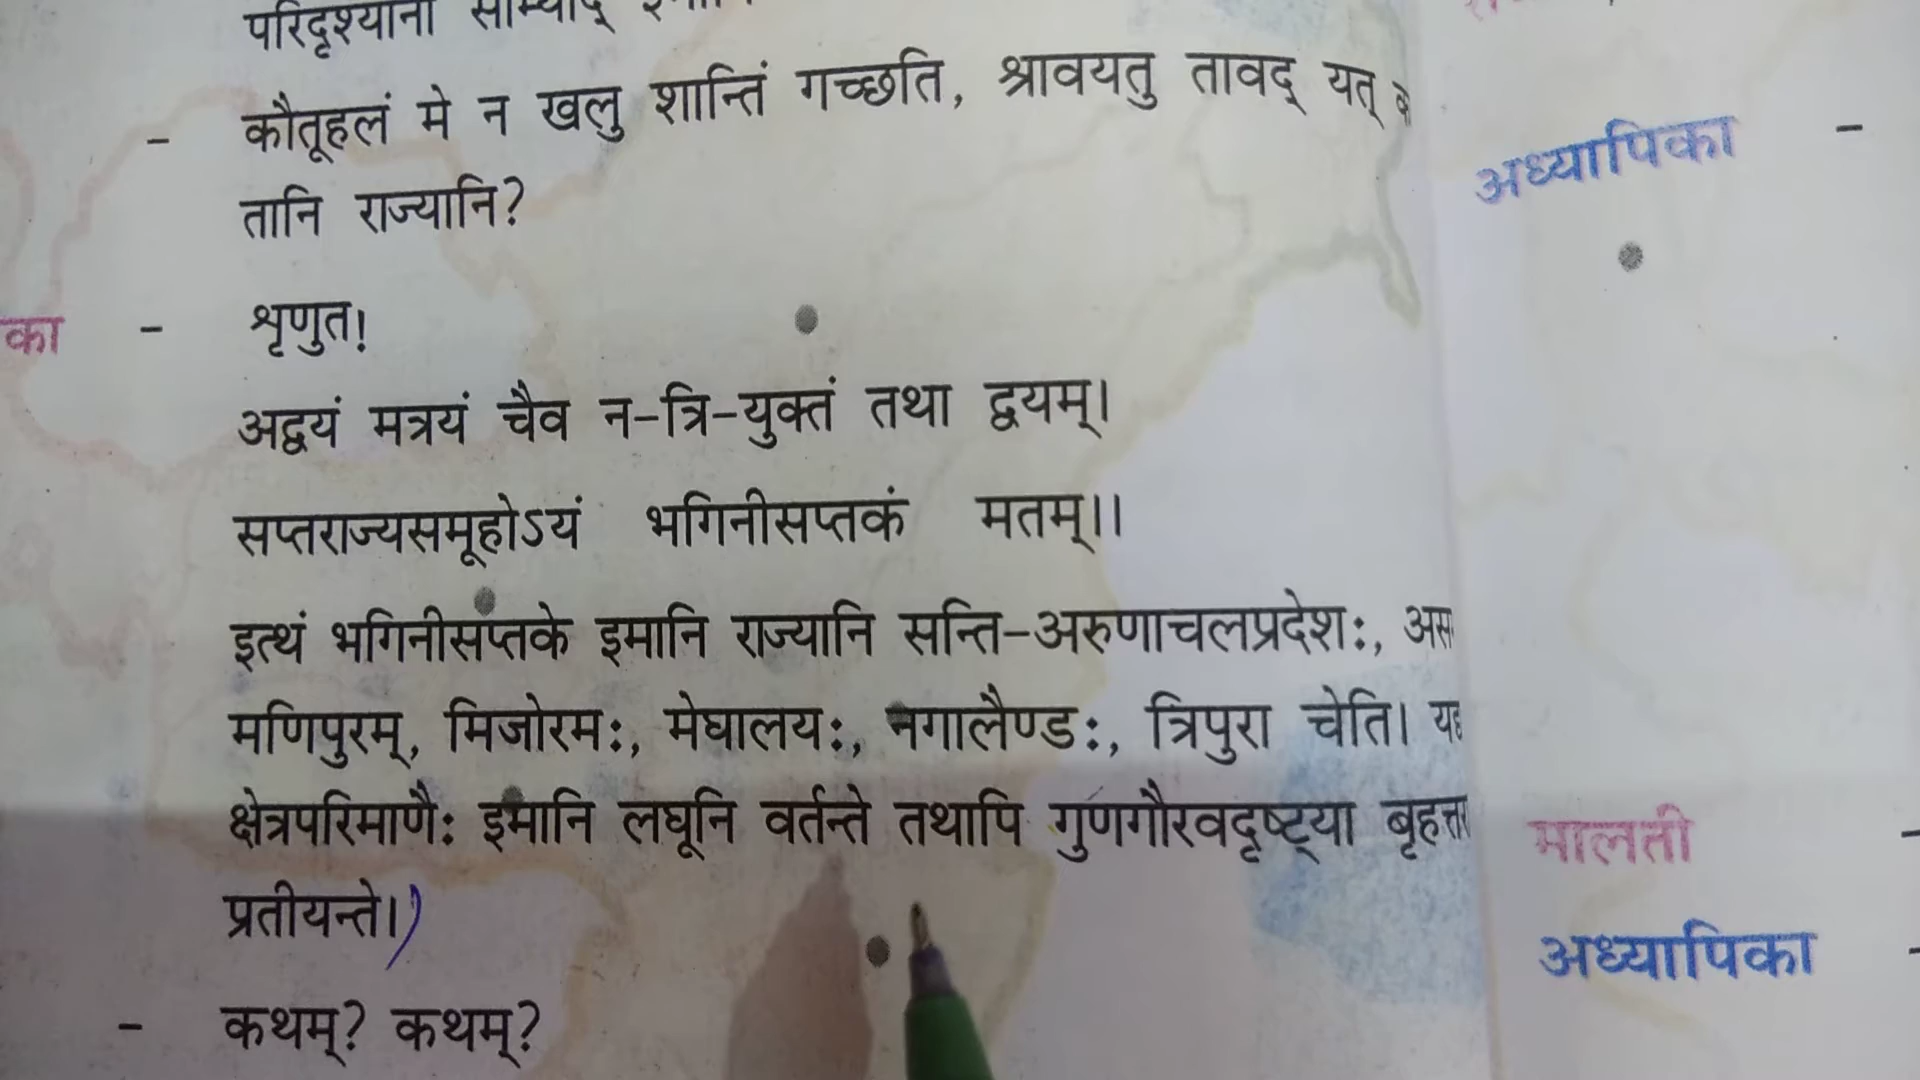 परिदृश्यानां साम्याद्
- कौतूहलं मे न खलु शान्तिं गच्छति, श्रावयतु तावद् यत्
तानि राज्यानि?
का - शृणुत!
अद्वयं मत्रयं चैव न-त्रि-युक्तं तथा द्वयम्।
सप्तराज्यसमूहोऽयं भगिनीसप्तकं मतम्।।
इत्थं भगिनीसप्तके इमानि राज्यानि सन्ति-अरुणाचलप्रदेशः,
मणिपुरम्, मिजोरमः, मेघालयः, नगालैण्डः, त्रिपुरा चेति।
क्षेत्रपरिमाणैः इमानि लघूनि वर्तन्ते तथापि गुणगौरवदृष्ट्या
प्रतीयन्ते।)
- कथम्? कथम्?
अध्यापिका -
मालती -
अध्यापिका -